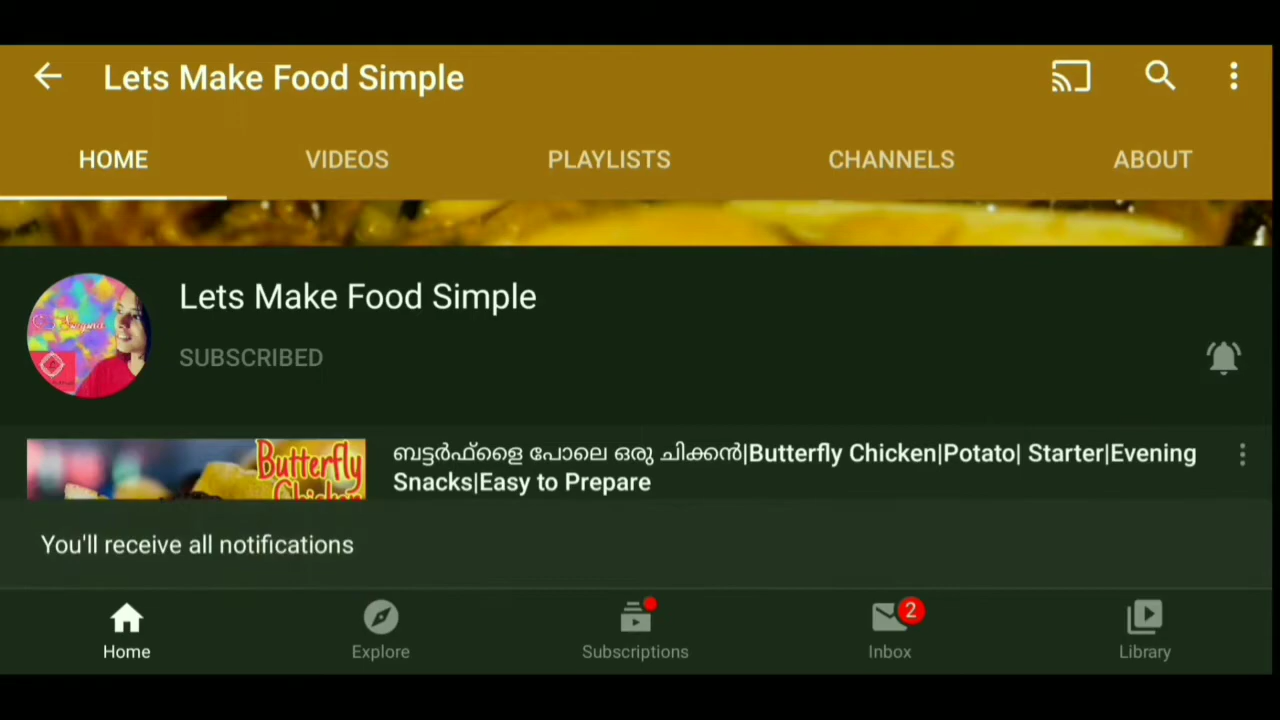 Lets Make Food Simple
HOME VIDEOS PLAYLISTS CHANNELS ABOUT
Lets Make Food Simple
SUBSCRIBED
Butterfly
Chicken
ബട്ടർഫ്ളൈ പോലെ ഒരു ചിക്കൻ|Butterfly Chicken|Potato| Starter|Evening
Snacks|Easy to Prepare
You'll receive all notifications
2
Home Explore Subscriptions Inbox Library